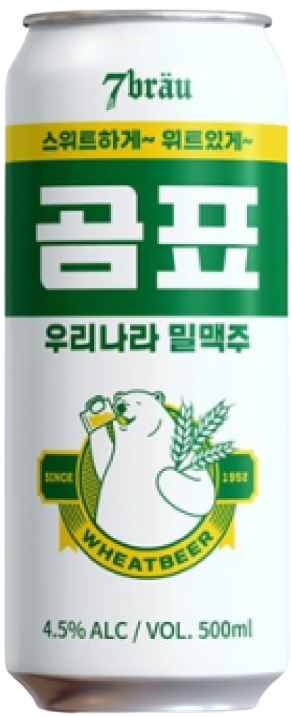 7bräu
스위트하게~ 위트있게~
곰표
우리나라 밀맥주
SINCE 1952
WHEATBEER
4.5% ALC / VOL. 500ml